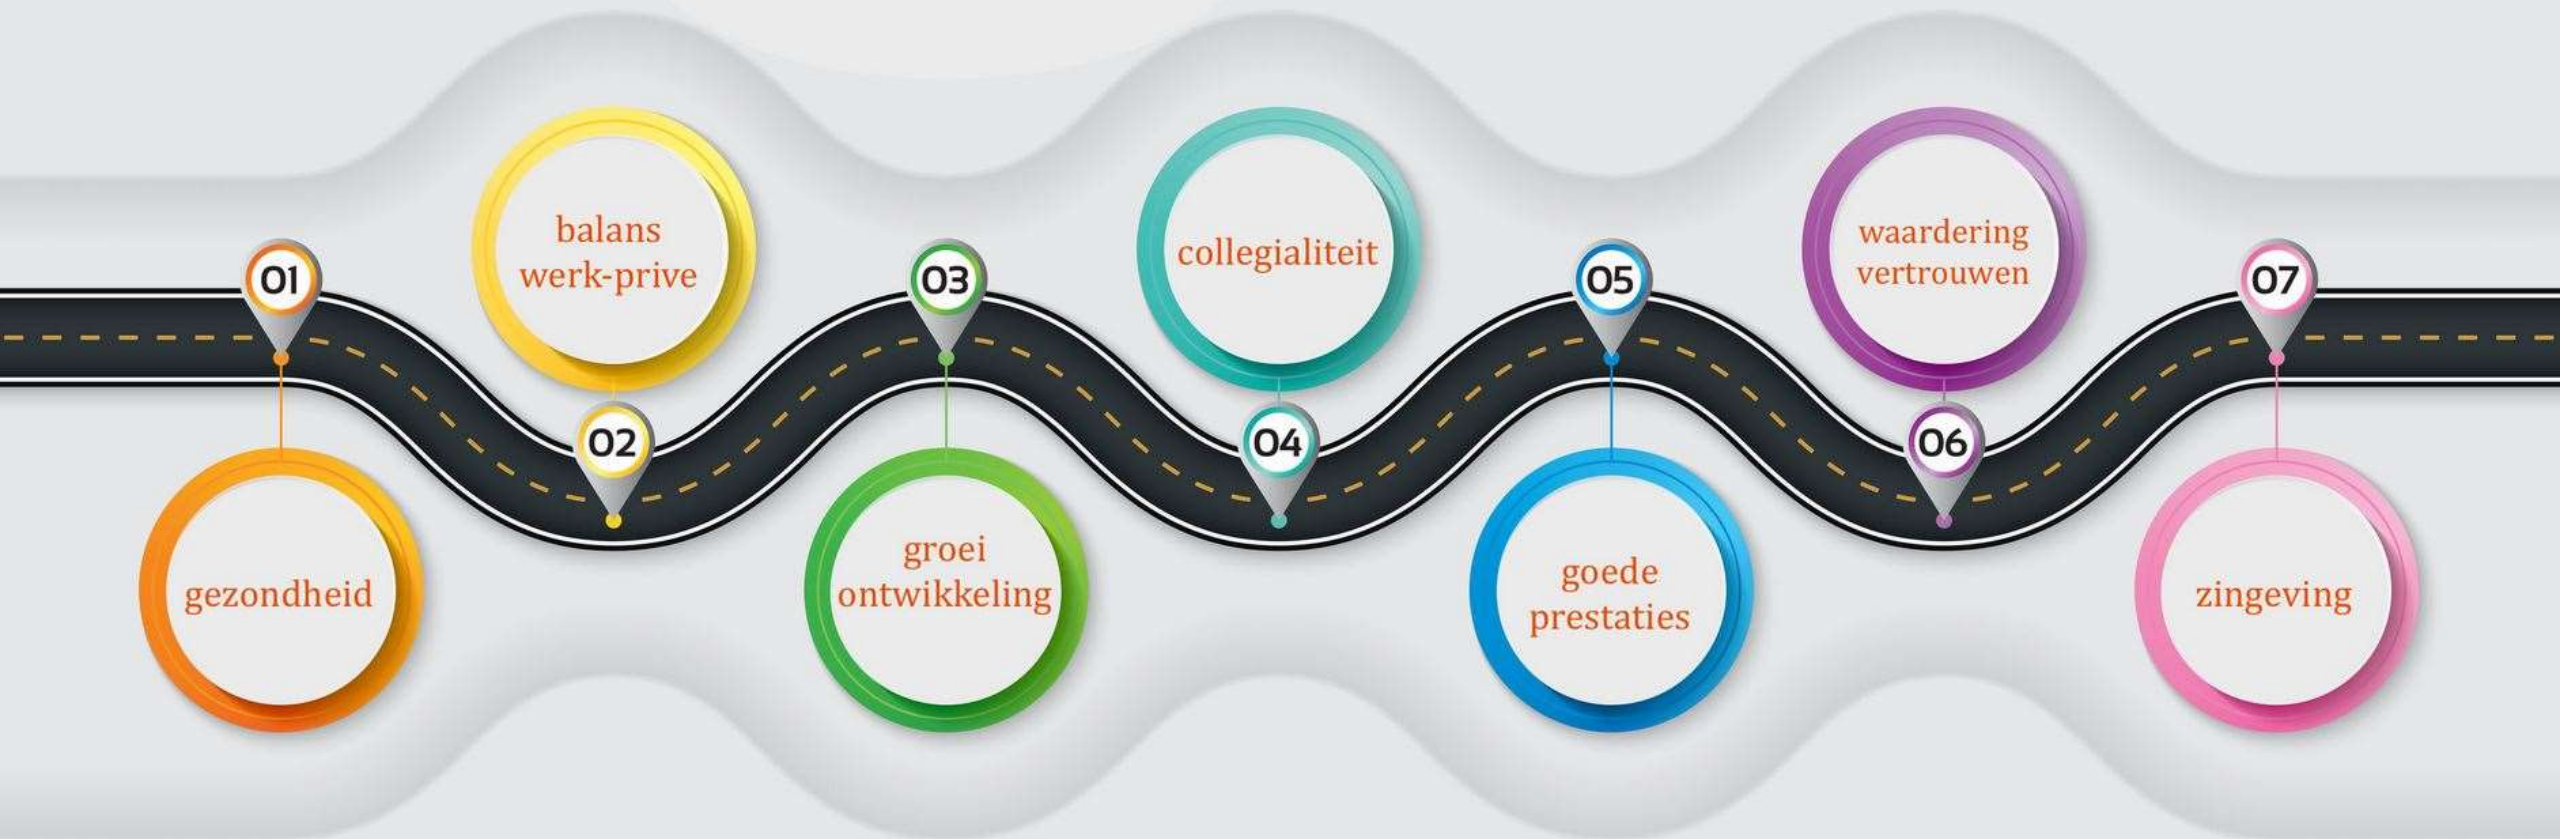 01
gezondheid
02
balans
werk-prive
03
groei
ontwikkeling
04
collegialiteit
05
goede
prestaties
06
waardering
vertrouwen
07
zingeving